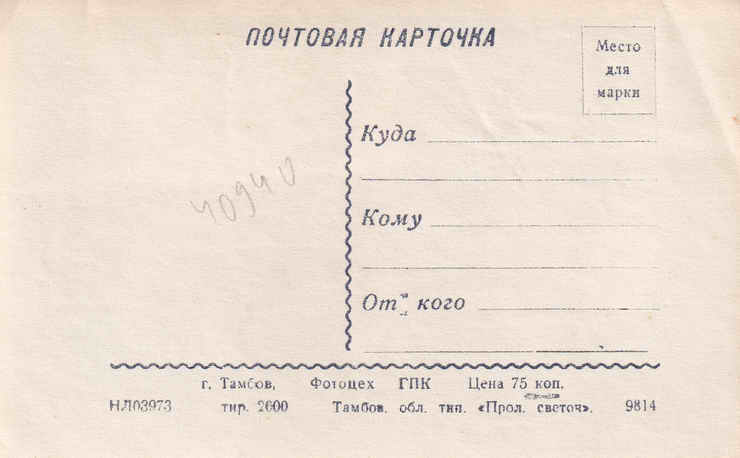 ПОЧТОВАЯ КАРТОЧКА
Место
для
марки
Куда
Кому
От кого
4094
г. Тамбов, Фотоцех ГПК Цена 75 коп.
НЛ03973 тир. 2600 Тамбов. обл. тип. «Прол. светоч». 9814